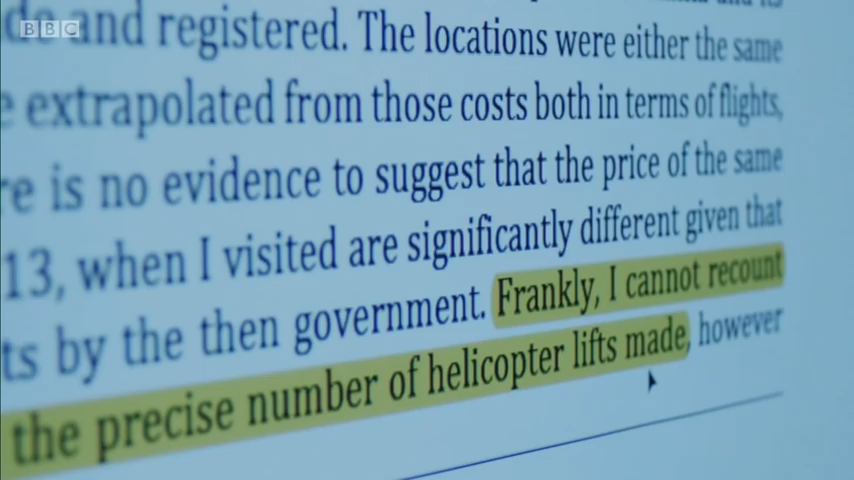 BBC
and registered. The locations were either the same
extrapolated from those costs both in terms of flights,
re is no evidence to suggest that the price of the same
13, when I visited are significantly different given that
ts by the then government. Frankly, I cannot recount
the precise number of helicopter lifts made, however